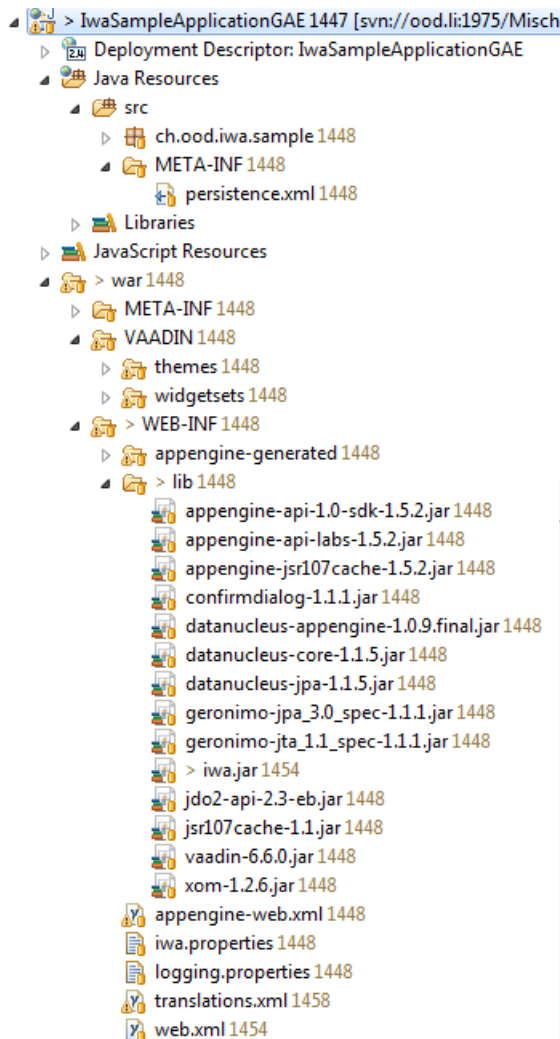 > IwaSampleApplicationGAE 1447 [svn://ood.li:1975/Misch
Deployment Descriptor: IwaSampleApplicationGAE
Java Resources
src
ch.ood.iwa.sample 1448
META-INF 1448
persistence.xml 1448
Libraries
JavaScript Resources
> war 1448
META-INF 1448
VAADIN 1448
themes 1448
widgetsets 1448
> WEB-INF 1448
appengine-generated 1448
> lib 1448
appengine-api-1.0-sdk-1.5.2.jar 1448
appengine-api-labs-1.5.2.jar 1448
appengine-jsr107cache-1.5.2.jar 1448
confirmdialog-1.1.1.jar 1448
datanucleus-appengine-1.0.9.final.jar 1448
datanucleus-core-1.1.5.jar 1448
datanucleus-jpa-1.1.5.jar 1448
geronimo-jpa_3.0_spec-1.1.1.jar 1448
geronimo-jta_1.1_spec-1.1.1.jar 1448
> iwa.jar 1454
jdo2-api-2.3-eb.jar 1448
jsr107cache-1.1.jar 1448
vaadin-6.6.0.jar 1448
xom-1.2.6.jar 1448
appengine-web.xml 1448
iwa.properties 1448
logging.properties 1448
translations.xml 1458
web.xml 1454